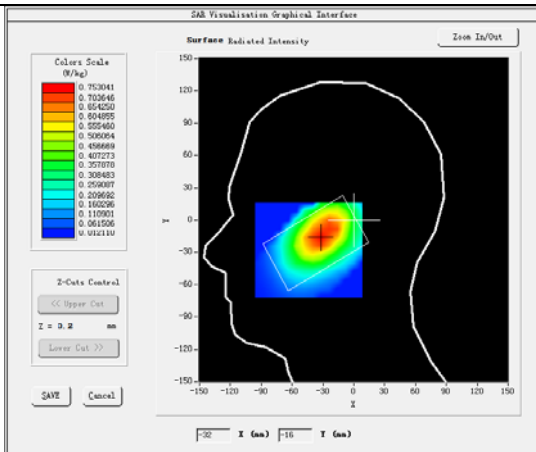 SAR Visualisation Graphical Interface
Surface Radiated Intensity
Zoom In/Out
Colors Scale
(W/kg)
0.753041
0.703646
0.654250
0.604855
0.555460
0.506064
0.456669
0.407273
0.357878
0.308483
0.259087
0.209692
0.160296
0.110901
0.061506
0.012110
Z-Cuts Control
<< Upper Cut
Z = 0.2 mm
Lower Cut >>
SAVE
Cancel
150
120
90
60
30
0
-30
-60
-90
-120
-150
Y
-150 -120 -90 -60 -30 0 30 60 90 120 150
X
-32 X (mm) -16 Y (mm)